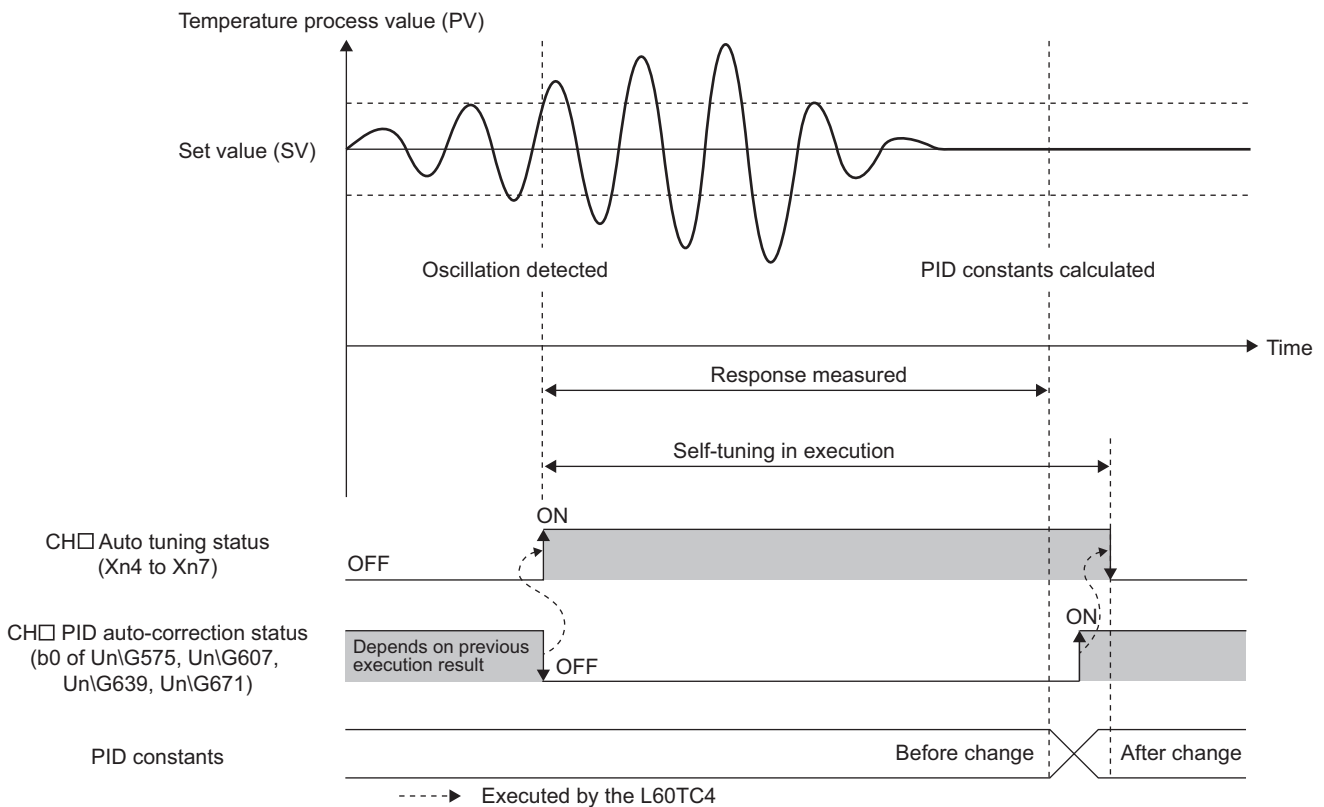 Temperature process value (PV)
Set value (SV)
Oscillation detected
PID constants calculated
Time
Response measured
Self-tuning in execution
ON
CH□ Auto tuning status
(Xn4 to Xn7)
OFF
CH□ PID auto-correction status
(b0 of Un\G575, Un\G607,
Un\G639, Un\G671)
Depends on previous
execution result
OFF
ON
PID constants
Before change
After change
Executed by the L60TC4